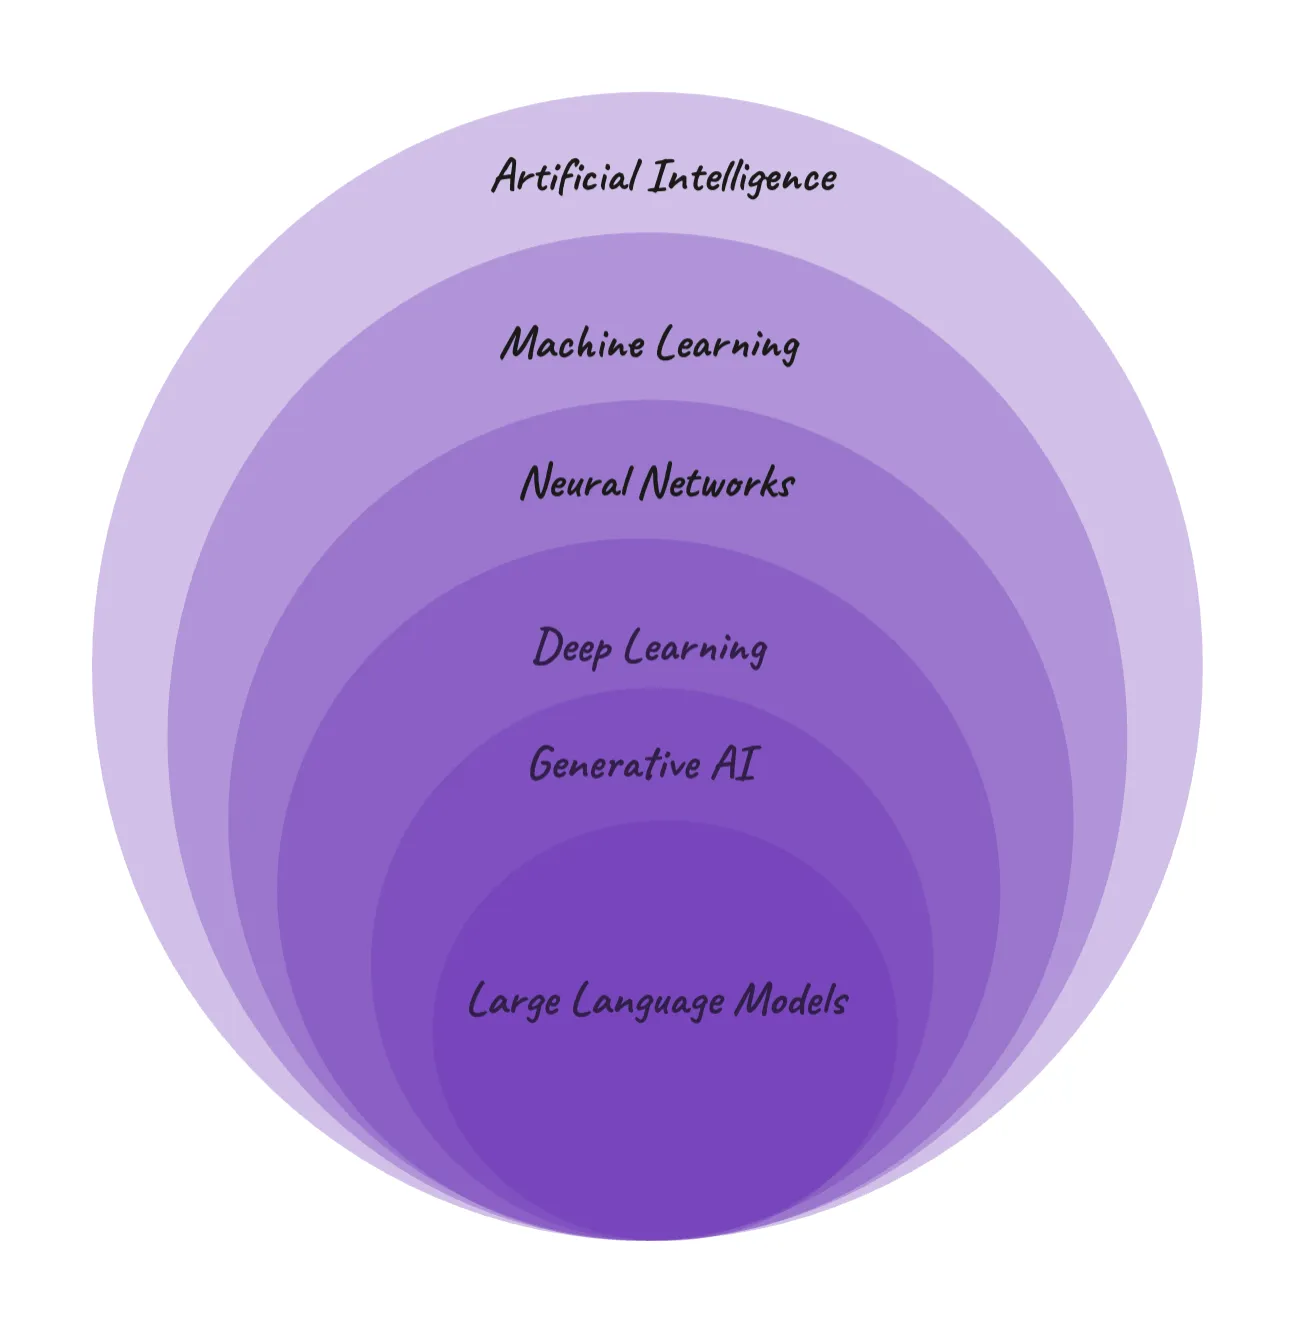 Artificial Intelligence
Machine Learning
Neural Networks
Deep Learning
Generative AI
Large Language Models